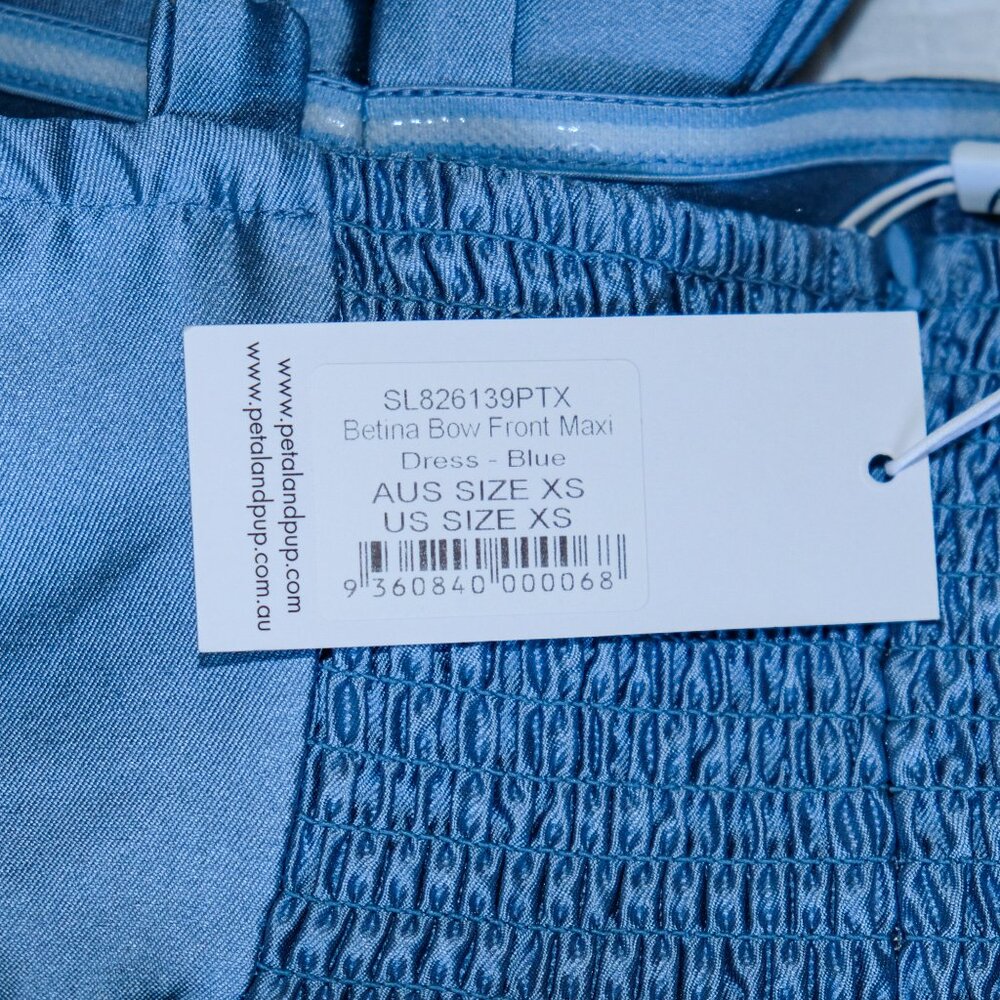 www.petalandpup.com
www.petalandpup.com.au
SL826139PTX
Betina Bow Front Maxi
Dress - Blue
AUS SIZE XS
US SIZE XS
9 360840 000068